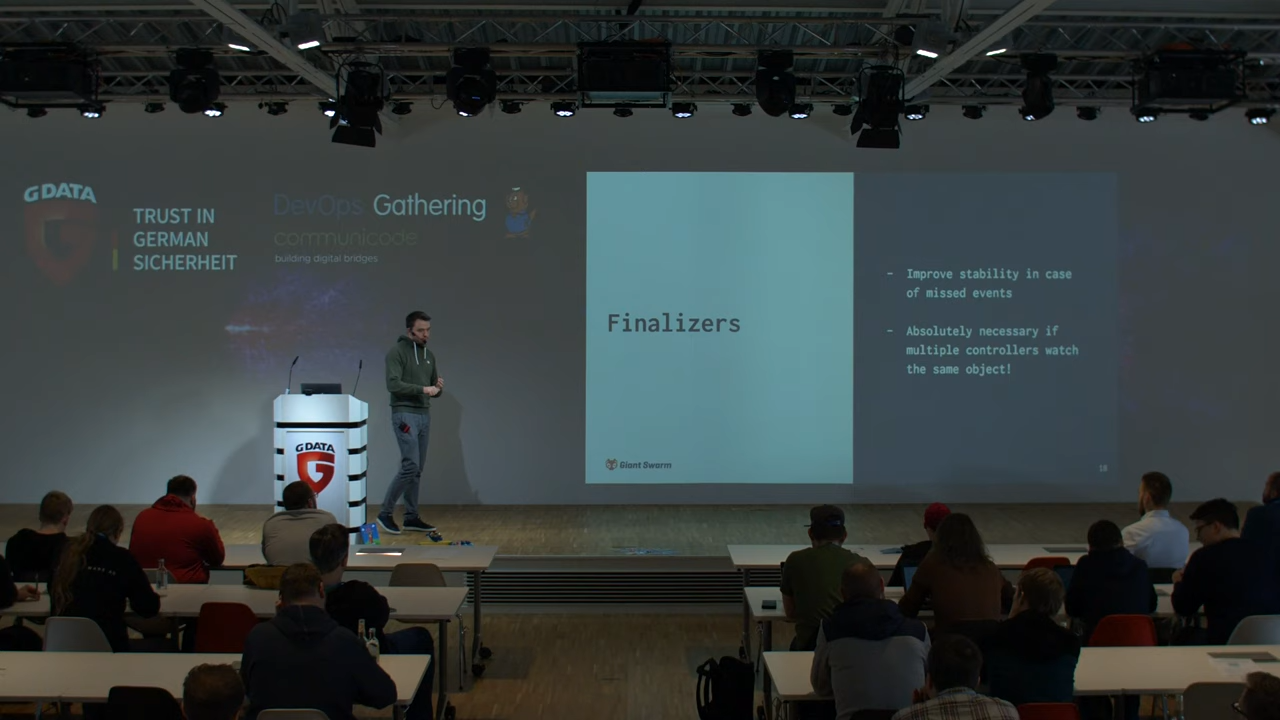 G DATA
TRUST IN
GERMAN
SICHERHEIT
DevOps Gathering
communicode
building digital bridges
Finalizers
- Improve stability in case
of missed events
- Absolutely necessary if
multiple controllers watch
the same object!
Giant Swarm
18
G DATA